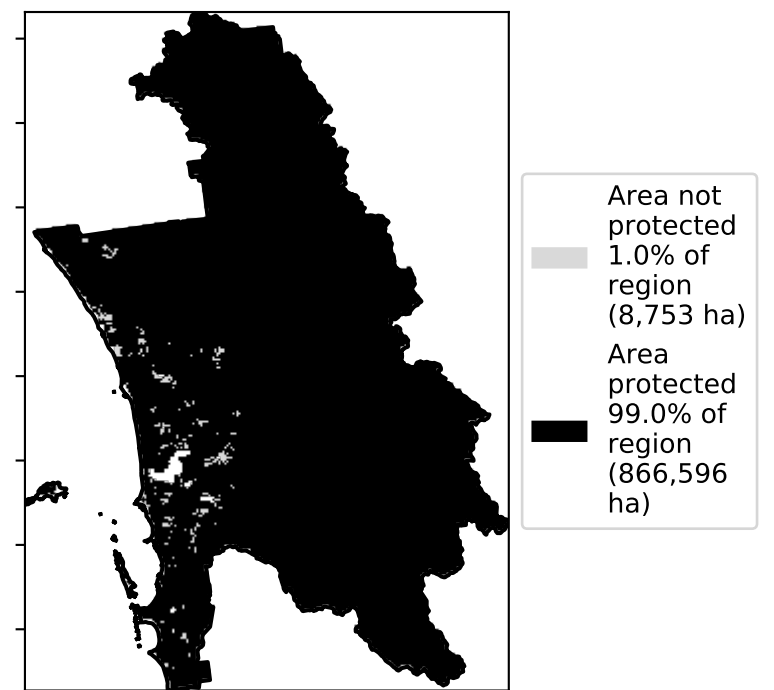 Area not
protected
1.0% of
region
(8,753 ha)
Area
protected
99.0% of
region
(866,596
ha)